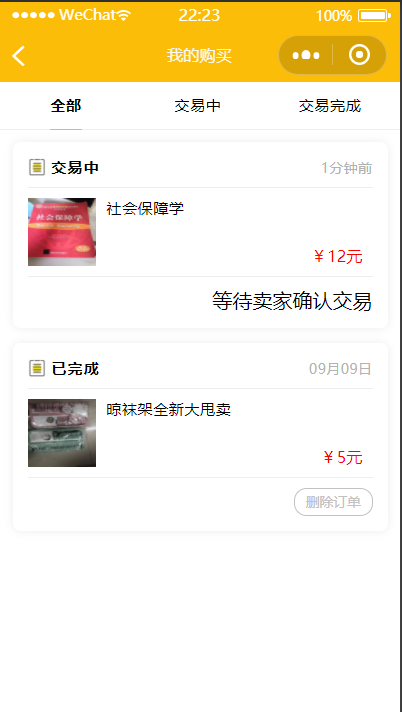 WeChat 22:23 100%
我的购买
全部 交易中 交易完成
交易中 1分钟前
社会保障学
社会保障学
￥12元
等待卖家确认交易
已完成 09月09日
晾袜架全新大甩卖
￥5元
删除订单